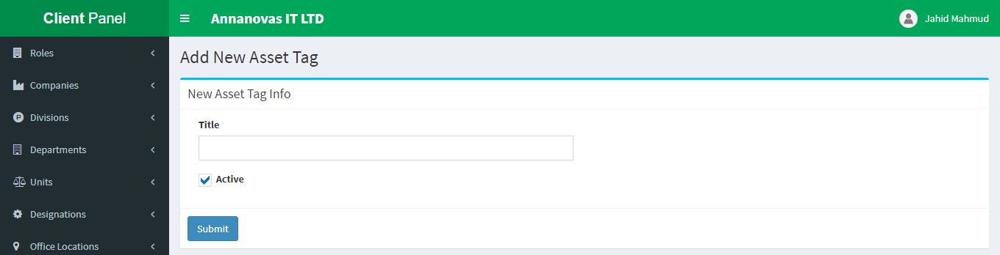 Client Panel
Annanovas IT LTD
Jahid Mahmud
Roles
Companies
Divisions
Departments
Units
Designations
Office Locations
Add New Asset Tag
New Asset Tag Info
Title
Active
Submit